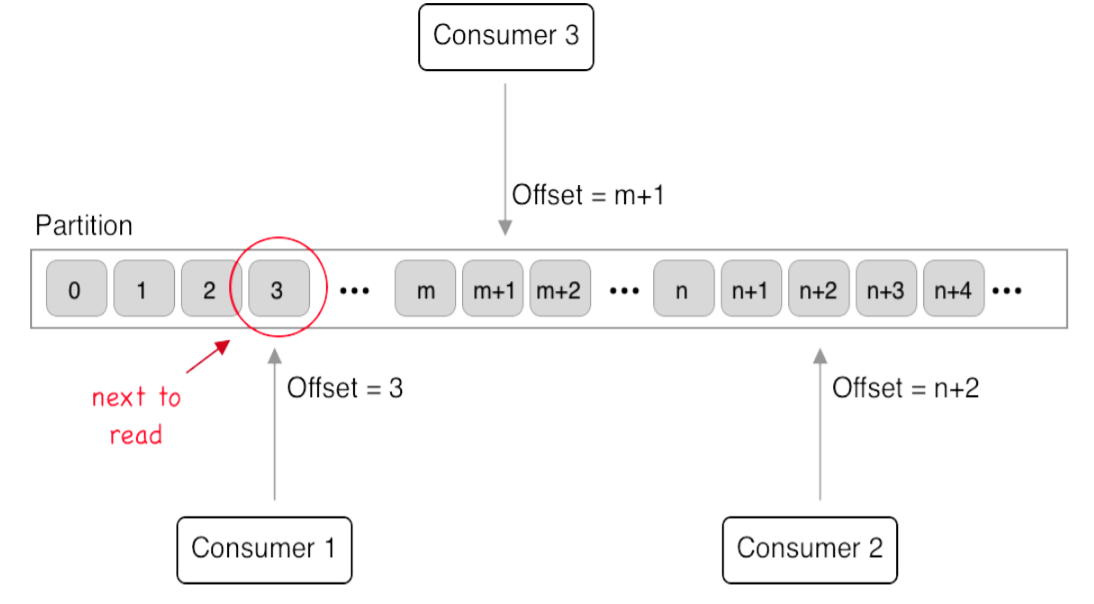 Consumer 3
Offset = m+1
Partition
0 1 2 3 ••• m m+1 m+2 ••• n n+1 n+2 n+3 n+4 •••
next to
read
Offset = 3
Offset = n+2
Consumer 1
Consumer 2